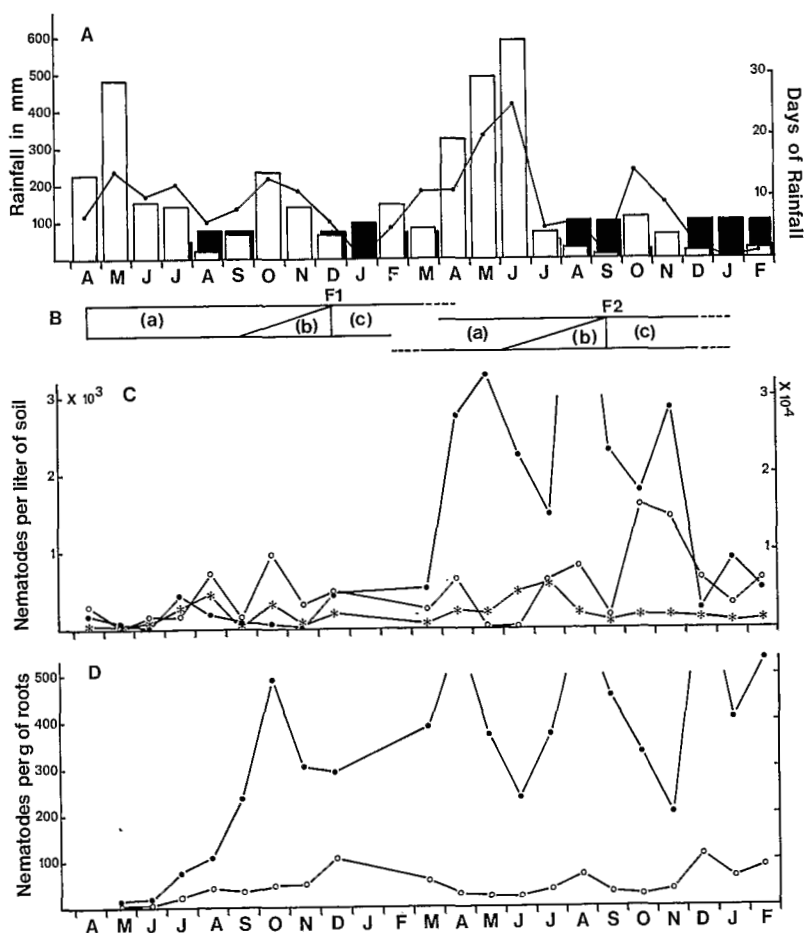 A
Rainfall in mm
600
500
400
300
200
100
30
20
10
Days of Rainfall
A M J J A S O N D J F M A M J J A S O N D J F
B
F1
(a) (b) (c)
F2
(a) (b) (c)
C
3 X 10³
2
1
Nematodes per liter of soil
X 10⁴
3
2
1
D
Nematodes per g of roots
500
400
300
200
100
A M J J A S O N D J F M A M J J A S O N D J F